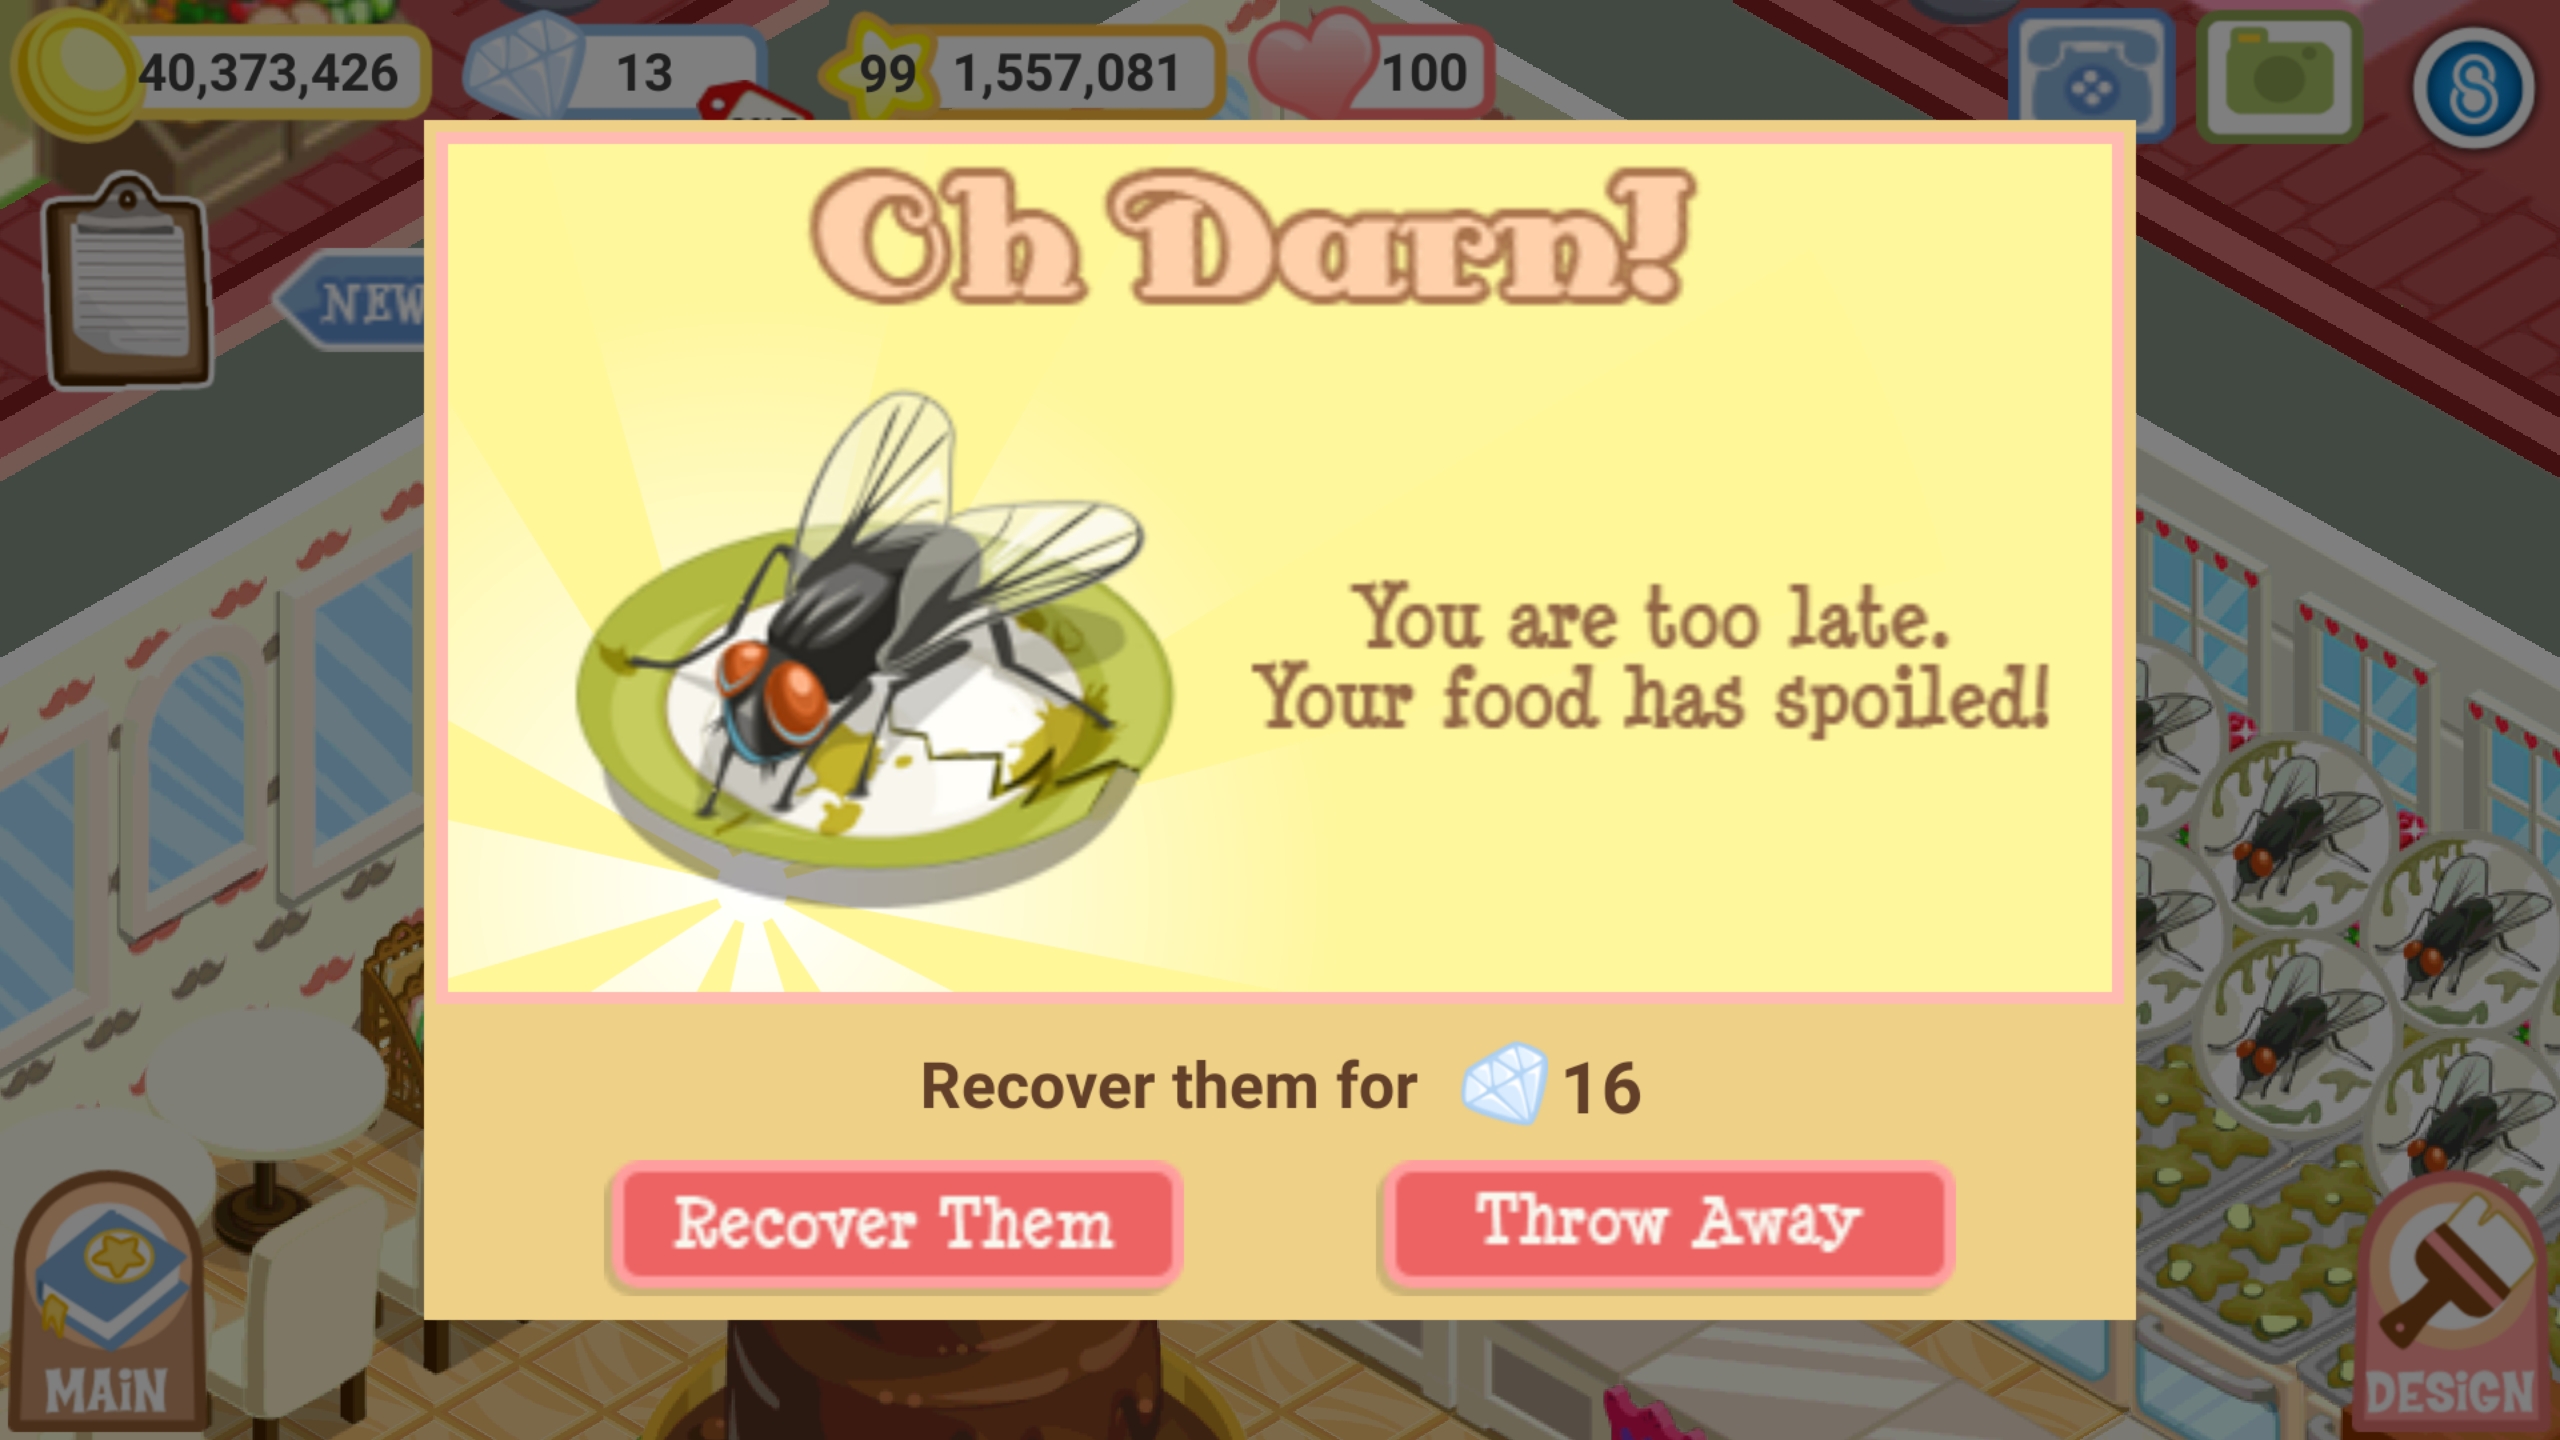 40,373,426
13
99
1,557,081
100
NEW
Oh Darn!
You are too late.
Your food has spoiled!
Recover them for 16
Recover Them
Throw Away
MAiN
DESiGN